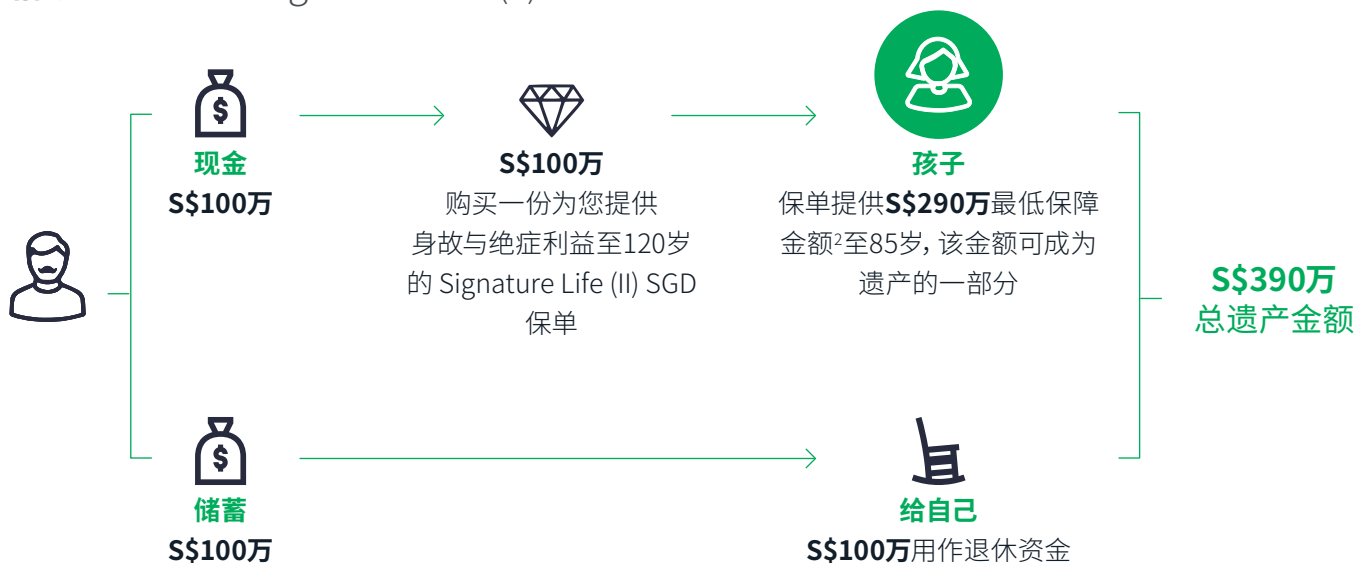 现金
S$100万
S$100万
购买一份为您提供
身故与绝症利益至120岁
的 Signature Life (II) SGD
保单
孩子
保单提供S$290万最低保障
金额²至85岁，该金额可成为
遗产的一部分
S$390万
总遗产金额
储蓄
S$100万
给自己
S$100万用作退休资金